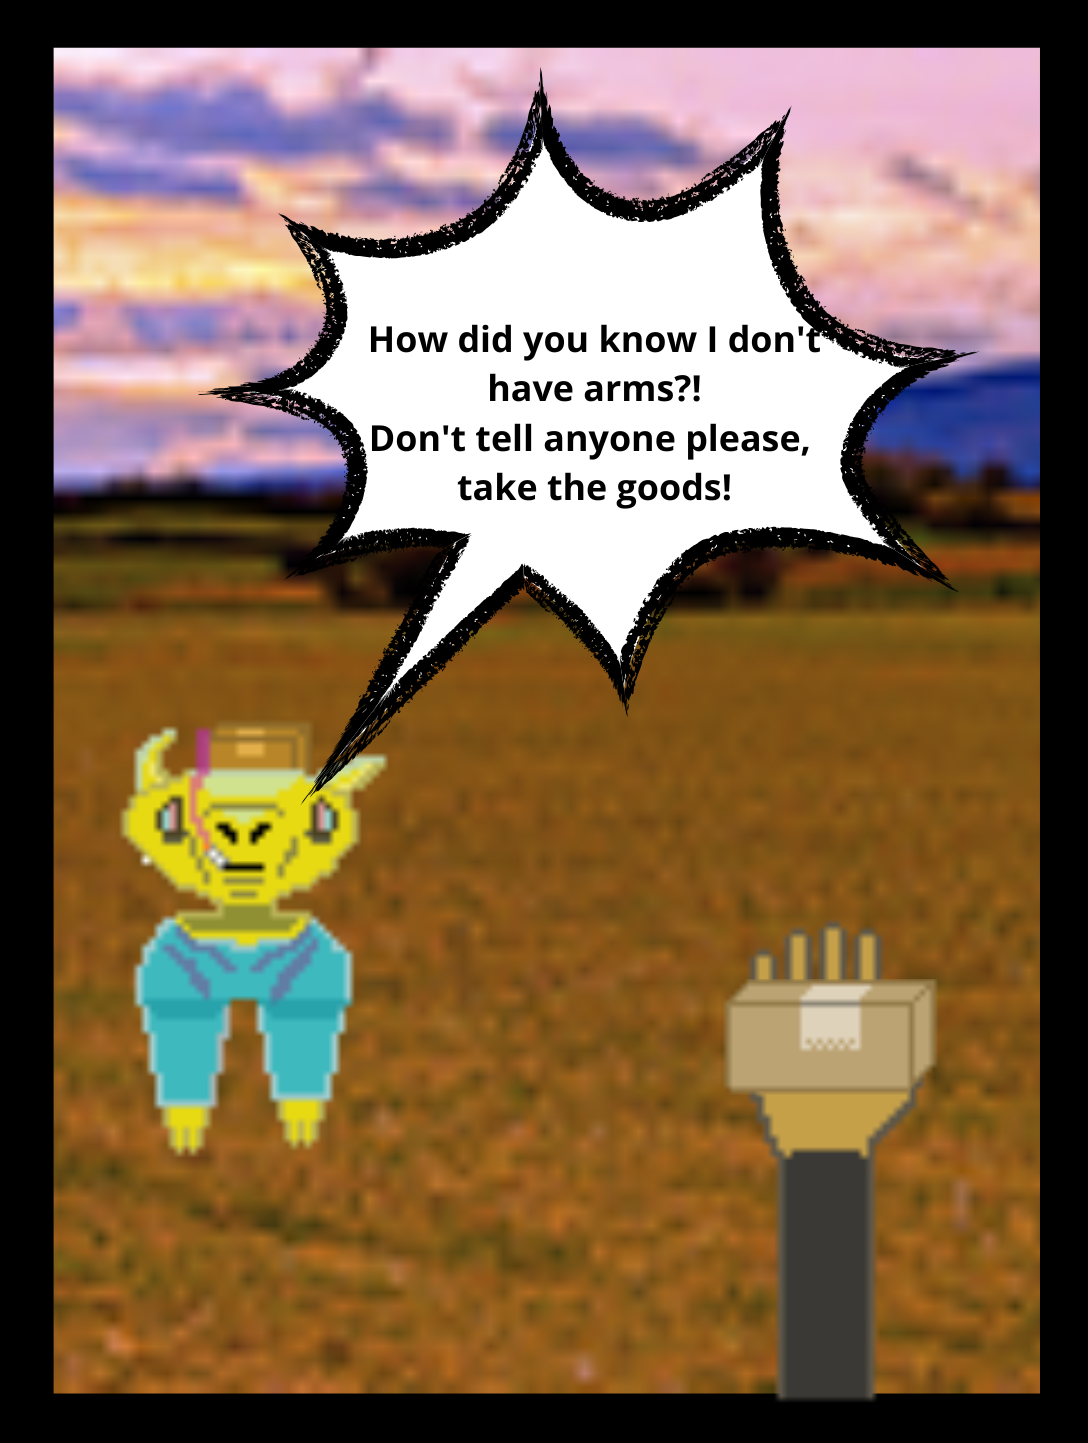 How did you know I don't
have arms?!
Don't tell anyone please,
take the goods!